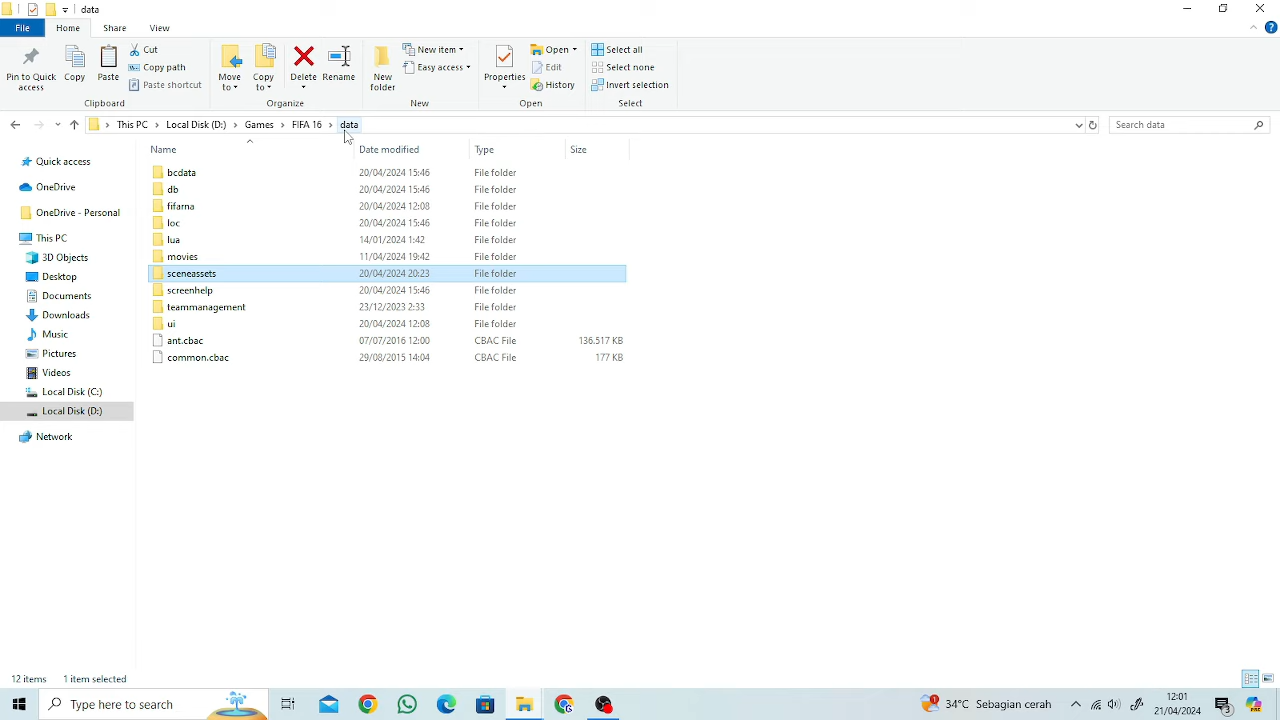 data
File Home Share View
Pin to Quick access
Copy
Paste
Cut
Copy path
Paste shortcut
Clipboard
Move to
Copy to
Delete
Rename
Organize
New folder
New item
Easy access
New
Properties
Open
Edit
History
Open
Select all
Select none
Invert selection
Select
This PC > Local Disk (D:) > Games > FIFA 16 > data
Search data
Name Date modified Type Size
Quick access
OneDrive
OneDrive - Personal
This PC
3D Objects
Desktop
Documents
Downloads
Music
Pictures
Videos
Local Disk (C:)
Local Disk (D:)
Network
bcdata 20/04/2024 15:46 File folder
db 20/04/2024 15:46 File folder
fifarna 20/04/2024 12:08 File folder
loc 20/04/2024 15:46 File folder
lua 14/01/2024 1:42 File folder
movies 11/04/2024 19:42 File folder
sceneassets 20/04/2024 20:23 File folder
screenhelp 20/04/2024 15:46 File folder
teammanagement 23/12/2023 2:33 File folder
ui 20/04/2024 12:08 File folder
ant.cbac 07/07/2016 12:00 CBAC File 136.517 KB
common.cbac 29/08/2015 14:04 CBAC File 177 KB
12 items 1 item selected
Type here to search
34°C Sebagian cerah
12:01
21/04/2024
3